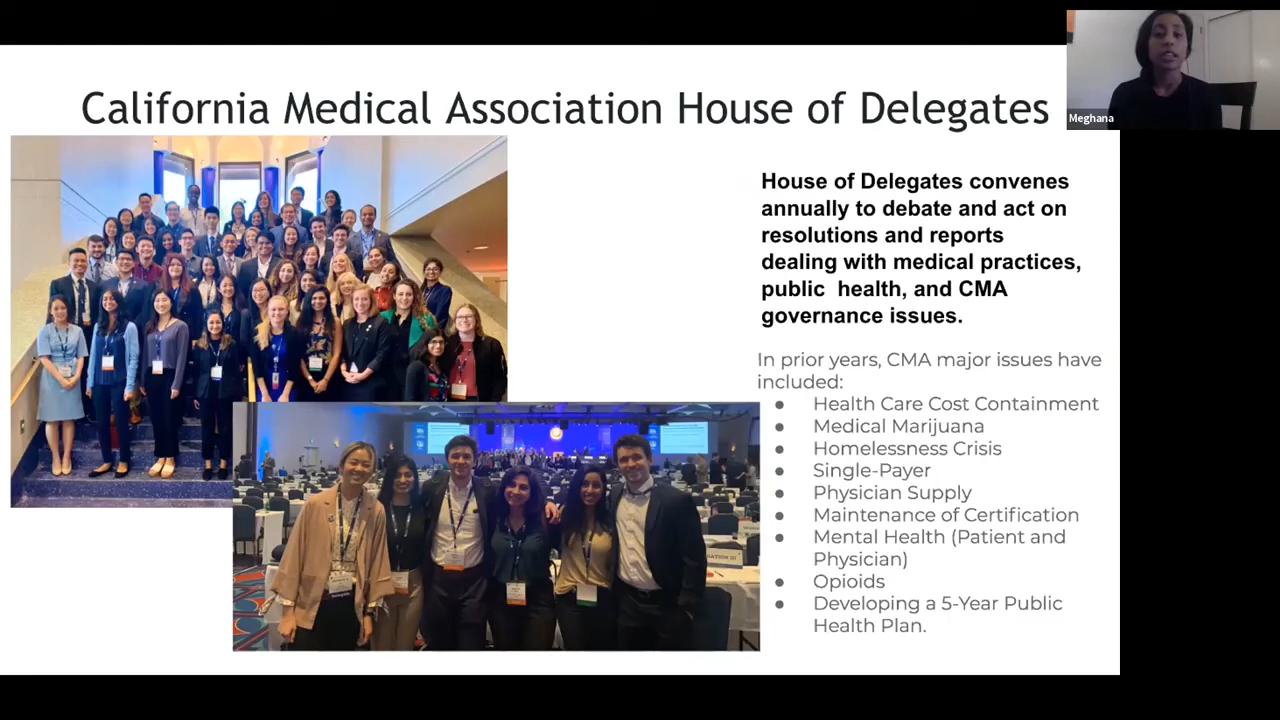 California Medical Association House of Delegates
Meghana
House of Delegates convenes
annually to debate and act on
resolutions and reports
dealing with medical practices,
public health, and CMA
governance issues.
In prior years, CMA major issues have
included:
● Health Care Cost Containment
● Medical Marijuana
● Homelessness Crisis
● Single-Payer
● Physician Supply
● Maintenance of Certification
● Mental Health (Patient and
Physician)
● Opioids
● Developing a 5-Year Public
Health Plan.